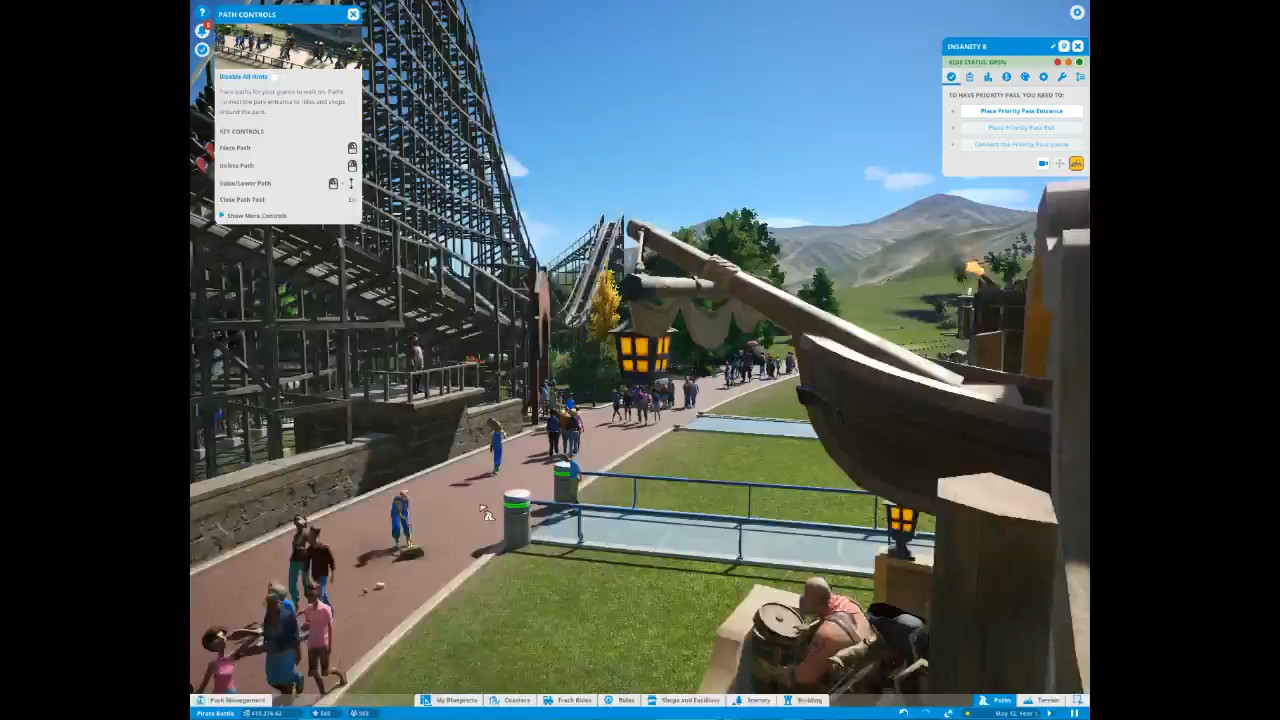 PATH CONTROLS
Disable All Hints
Place paths for your guests to walk on. Paths
connect the park entrance to rides and shops
around the park.
KEY CONTROLS
Place Path
Delete Path
Raise/Lower Path
Close Path Tool
Show More Controls
INSANITY 8
RIDE STATUS: OPEN
TO HAVE PRIORITY PASS, YOU NEED TO:
Place Priority Pass Entrance
Place Priority Pass Exit
Connect the Priority Pass queue
Park Management
My Blueprints
Coasters
Track Rides
Rides
Shops and Facilities
Scenery
Building
Paths
Terrain
Pirate Battle
May 12, Year 1